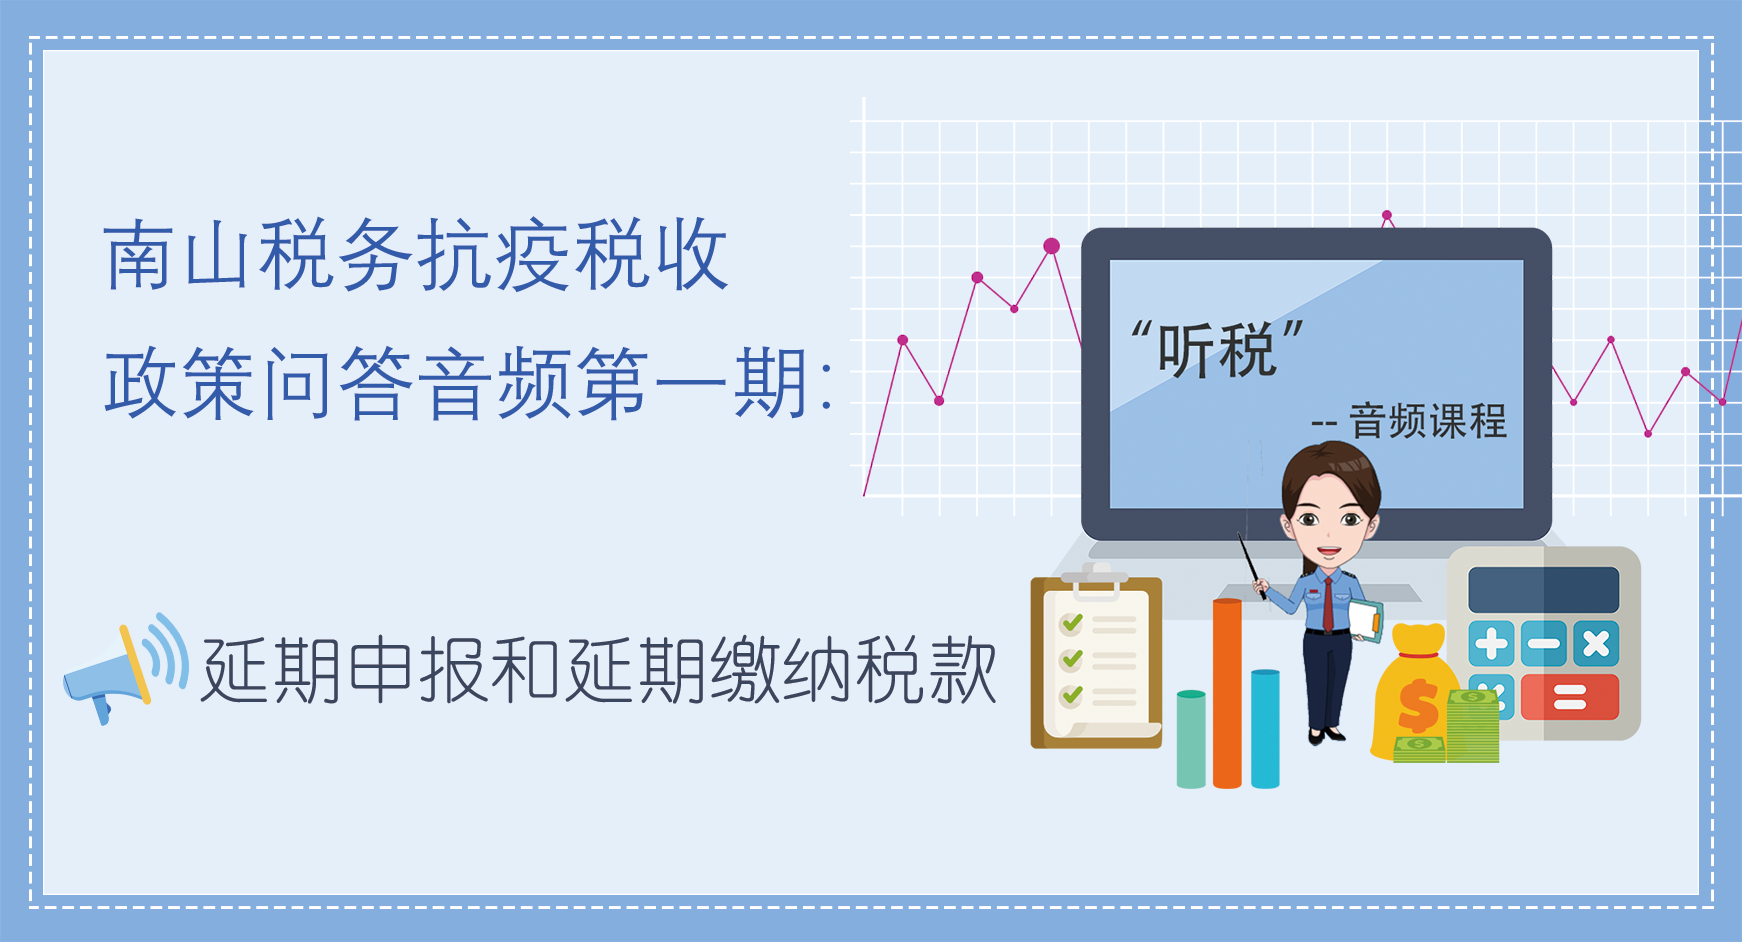 南山税务抗疫税收
政策问答音频第一期：
“听税”
-- 音频课程
延期申报和延期缴纳税款